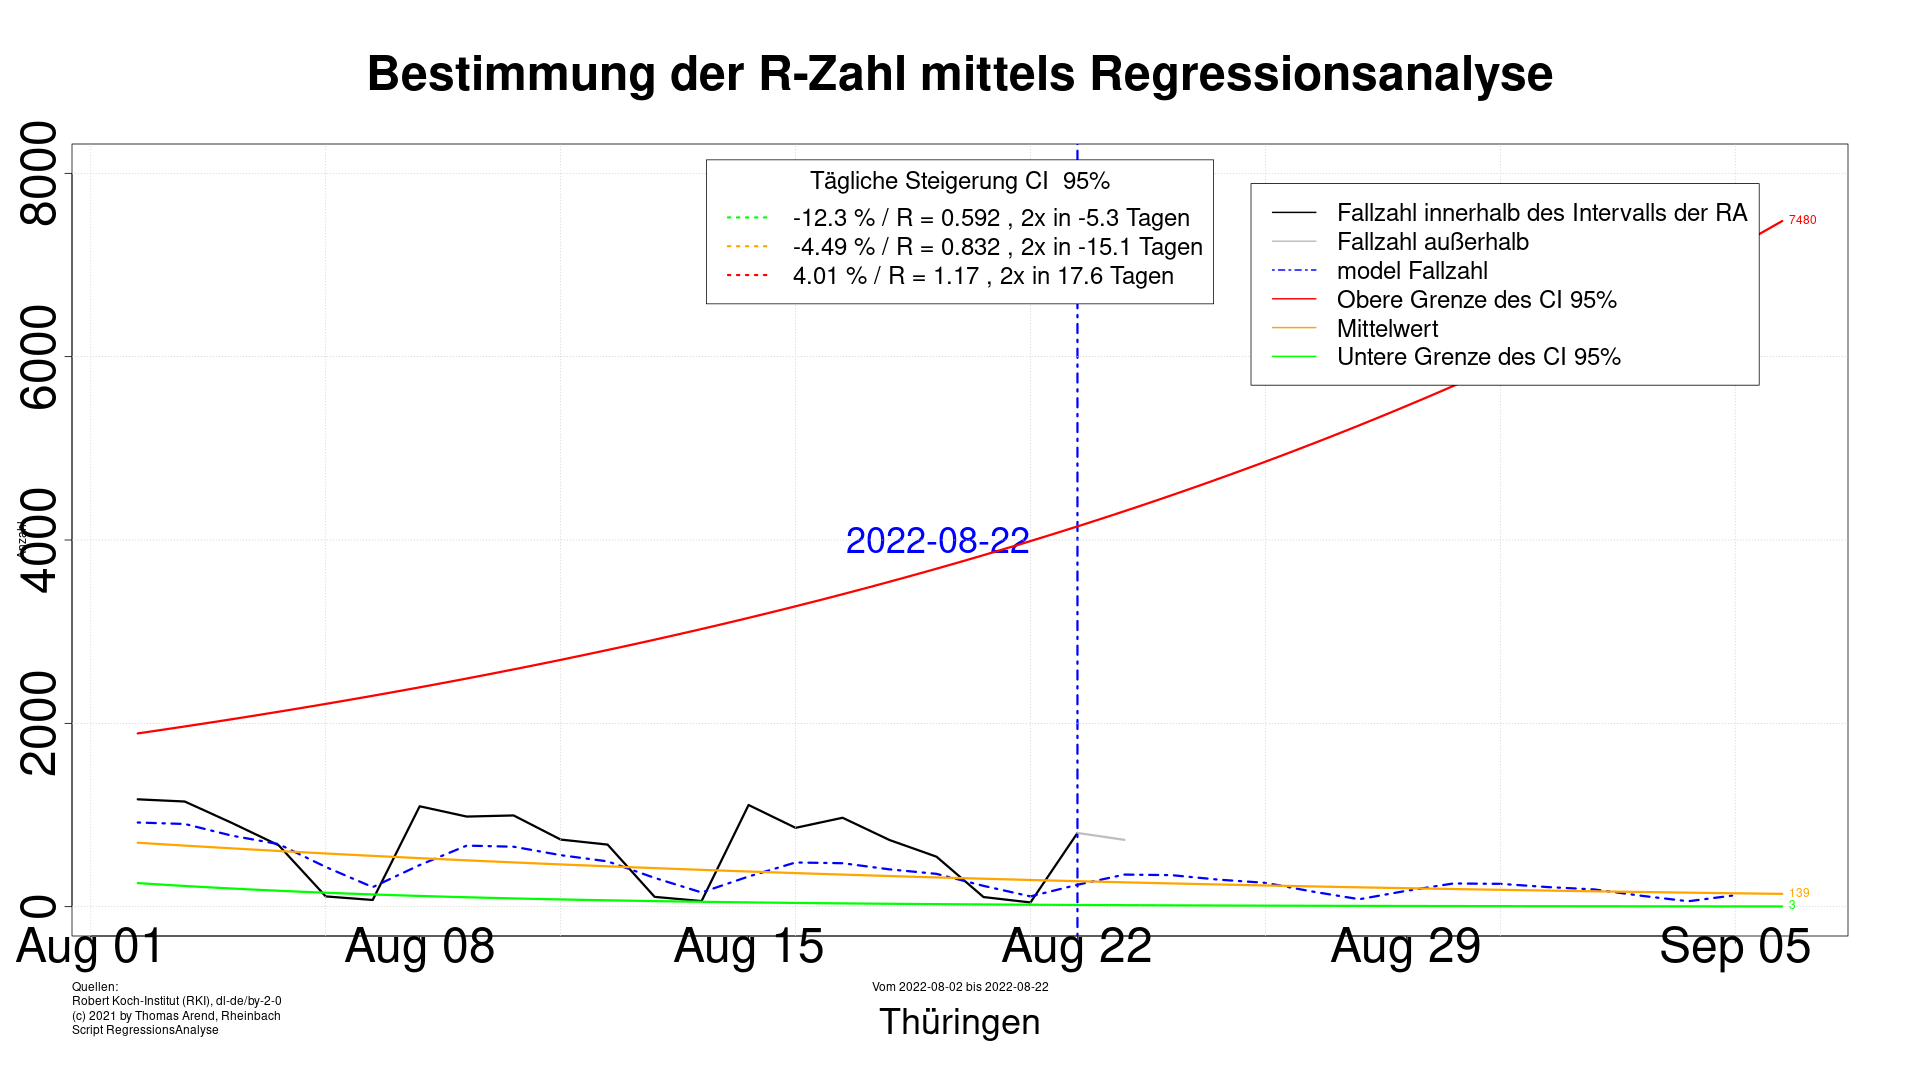 Bestimmung der R-Zahl mittels Regressionsanalyse
Tägliche Steigerung CI  95%
-12.3 % / R = 0.592 , 2x in -5.3 Tagen
-4.49 % / R = 0.832 , 2x in -15.1 Tagen
4.01 % / R = 1.17 , 2x in 17.6 Tagen
Fallzahl innerhalb des Intervalls der RA
Fallzahl außerhalb
model Fallzahl
Obere Grenze des CI 95%
Mittelwert
Untere Grenze des CI 95%
7480
2022-08-22
139
3
8000
6000
4000
2000
0
Anzahl
Aug 01
Aug 08
Aug 15
Aug 22
Aug 29
Sep 05
Quellen:
Robert Koch-Institut (RKI), dl-de/by-2-0
(c) 2021 by Thomas Arend, Rheinbach
Script RegressionsAnalyse
Vom 2022-08-02 bis 2022-08-22
Thüringen